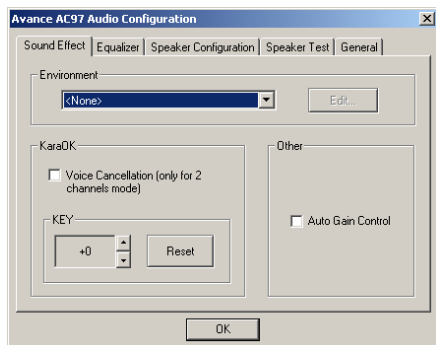 Avance AC97 Audio Configuration
Sound Effect Equalizer Speaker Configuration Speaker Test General
Environment
<None> Edit...
KaraOK
Other
Voice Cancellation (only for 2
channels mode)
KEY
+0 Reset
Auto Gain Control
OK